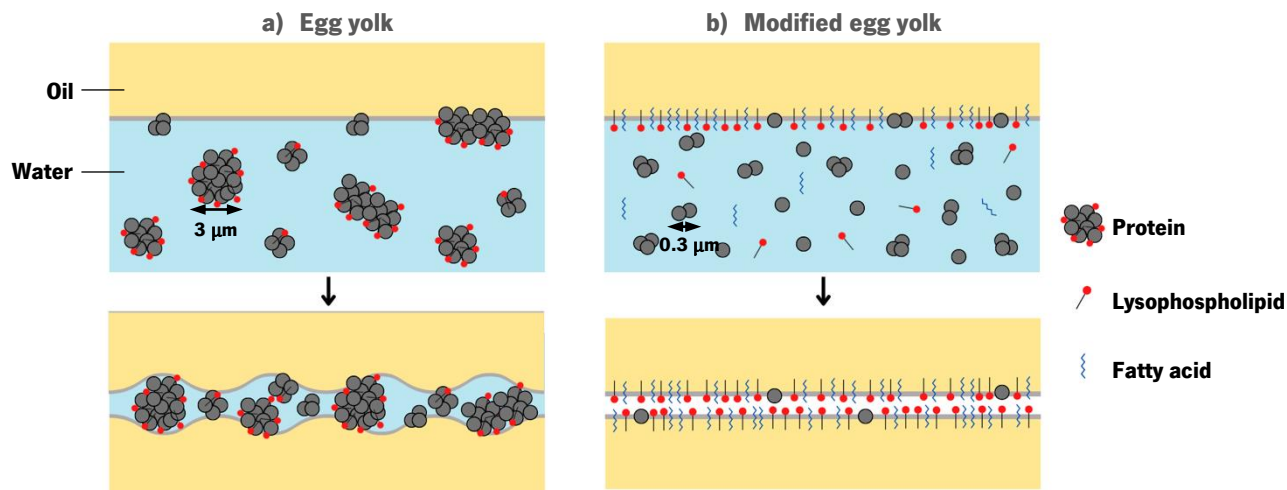 a) Egg yolk
b) Modified egg yolk
Oil
Water
3 μm
0.3 μm
Protein
Lysophospholipid
Fatty acid